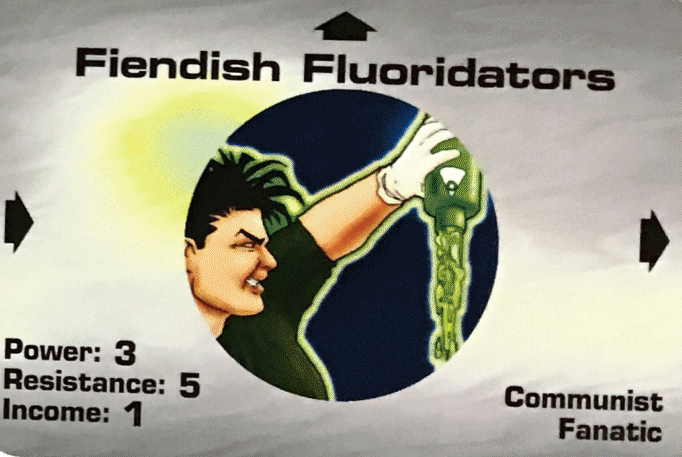 Fiendish Fluoridators
Power: 3
Resistance: 5
Income: 1
Communist
Fanatic